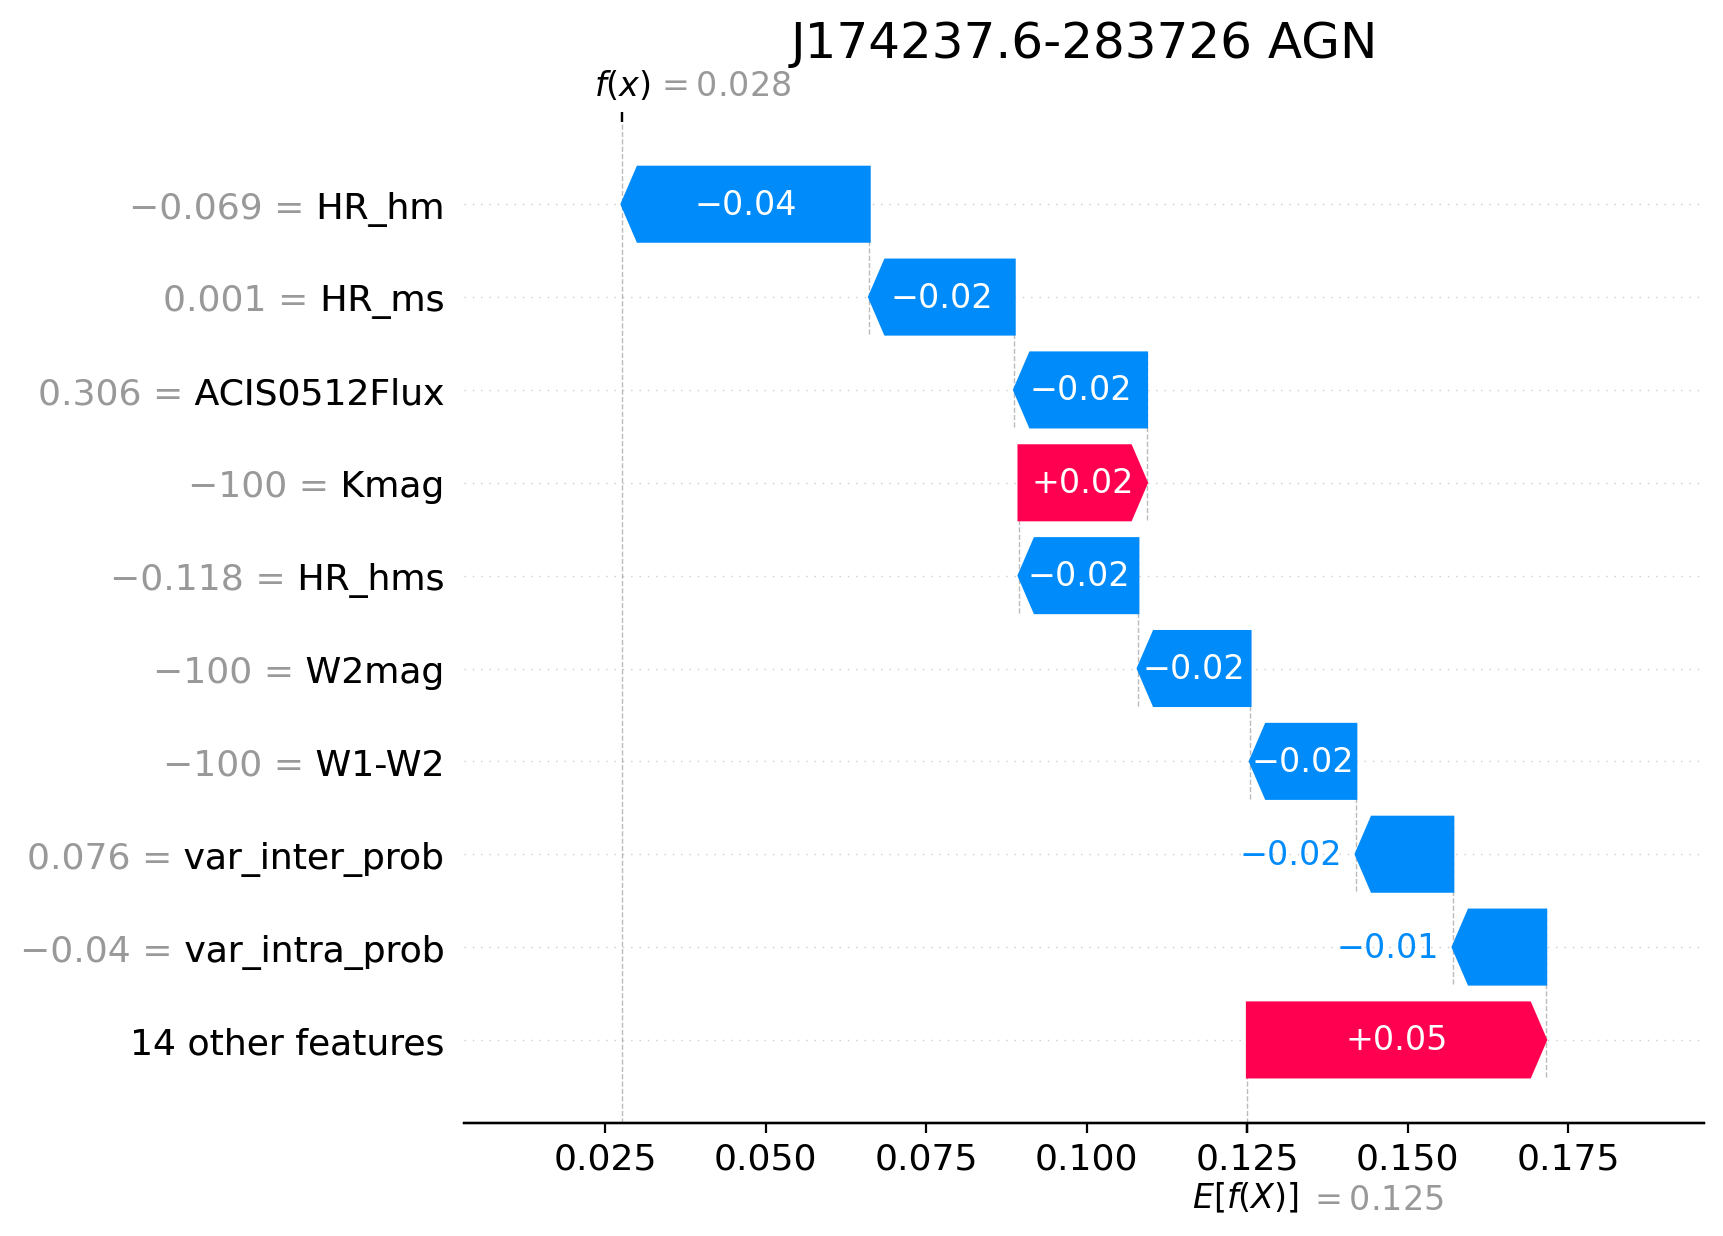 J174237.6-283726 AGN
f(x) = 0.028
−0.069 = HR_hm −0.04
0.001 = HR_ms −0.02
0.306 = ACIS0512Flux −0.02
−100 = Kmag +0.02
−0.118 = HR_hms −0.02
−100 = W2mag −0.02
−100 = W1-W2 −0.02
0.076 = var_inter_prob −0.02
−0.04 = var_intra_prob −0.01
14 other features +0.05
0.025 0.050 0.075 0.100 0.125 0.150 0.175
E[f(X)] = 0.125